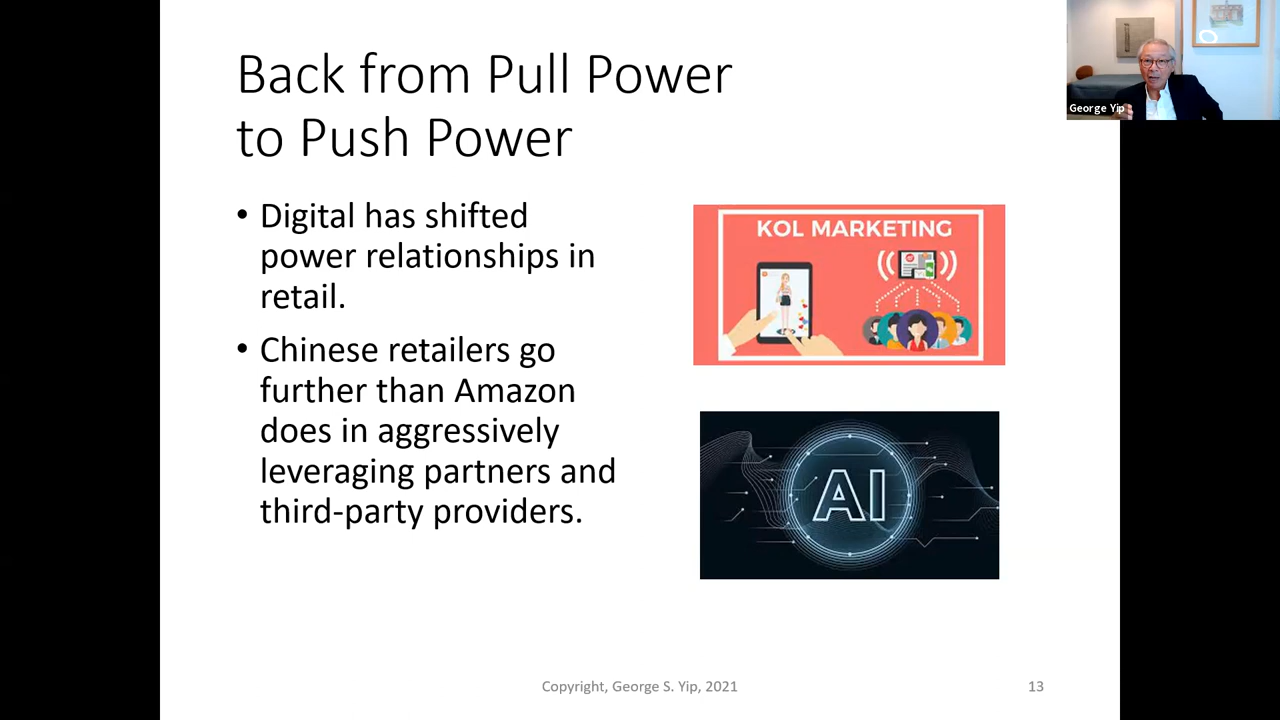 Back from Pull Power
to Push Power
• Digital has shifted
power relationships in
retail.
• Chinese retailers go
further than Amazon
does in aggressively
leveraging partners and
third-party providers.
KOL MARKETING
AI
George Yip
Copyright, George S. Yip, 2021
13